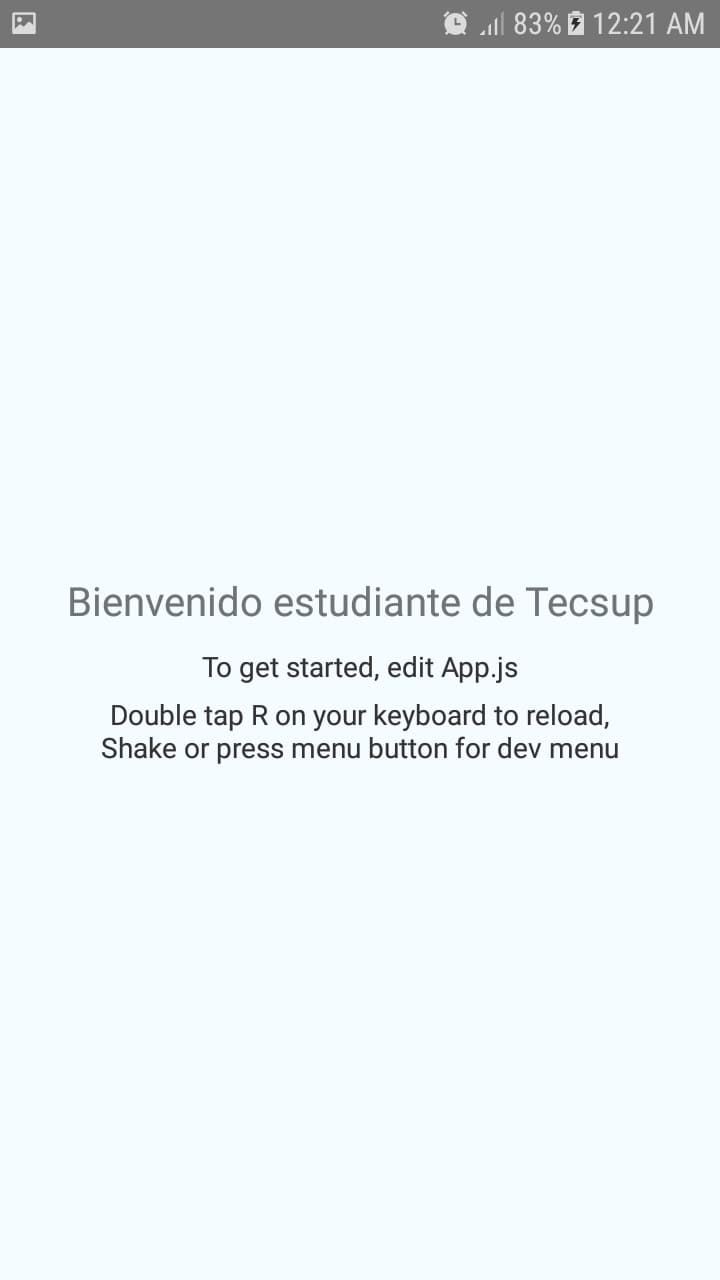 83% 12:21 AM
Bienvenido estudiante de Tecsup
To get started, edit App.js
Double tap R on your keyboard to reload,
Shake or press menu button for dev menu